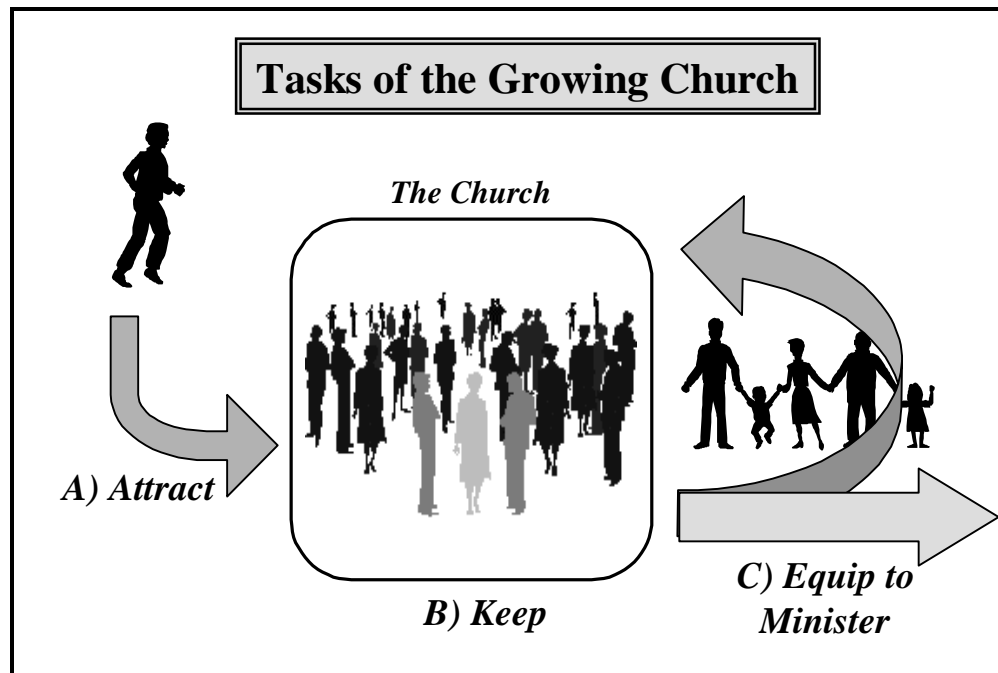 Tasks of the Growing Church
The Church
A) Attract
B) Keep
C) Equip to
Minister